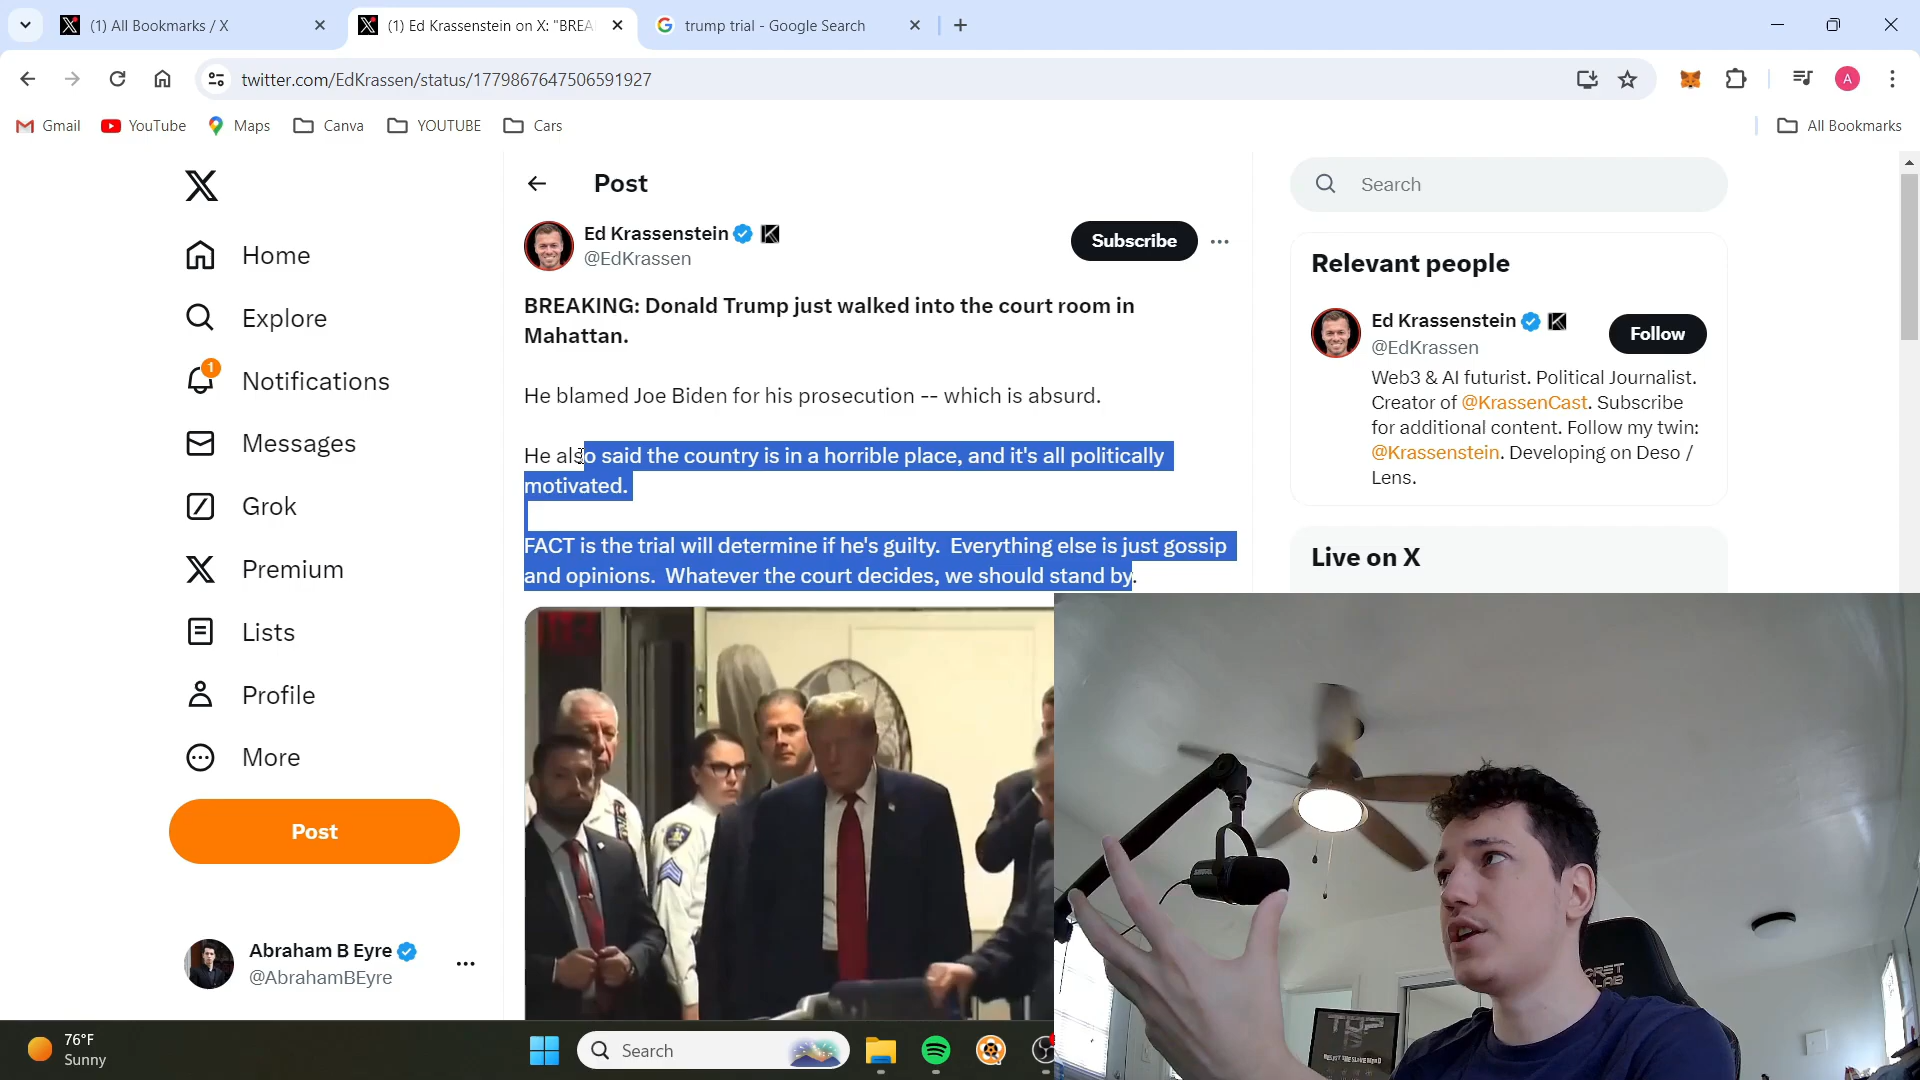 (1) All Bookmarks / X
(1) Ed Krassenstein on X: "BREA
trump trial - Google Search
twitter.com/EdKrassen/status/1779867647506591927
A
Gmail
YouTube
Maps
Canva
YOUTUBE
Cars
All Bookmarks
Home
Explore
1
Notifications
Messages
Grok
Premium
Lists
Profile
More
Post
Abraham B Eyre
@AbrahamBEyre
Post
Ed Krassenstein
@EdKrassen
Subscribe
BREAKING: Donald Trump just walked into the court room in
Mahattan.
He blamed Joe Biden for his prosecution -- which is absurd.
He also said the country is in a horrible place, and it's all politically
motivated.
FACT is the trial will determine if he's guilty.  Everything else is just gossip
and opinions.  Whatever the court decides, we should stand by.
Search
Relevant people
Ed Krassenstein
@EdKrassen
Follow
Web3 & AI futurist. Political Journalist.
Creator of @KrassenCast. Subscribe
for additional content. Follow my twin:
@Krassenstein. Developing on Deso /
Lens.
Live on X
76°F
Sunny
Search